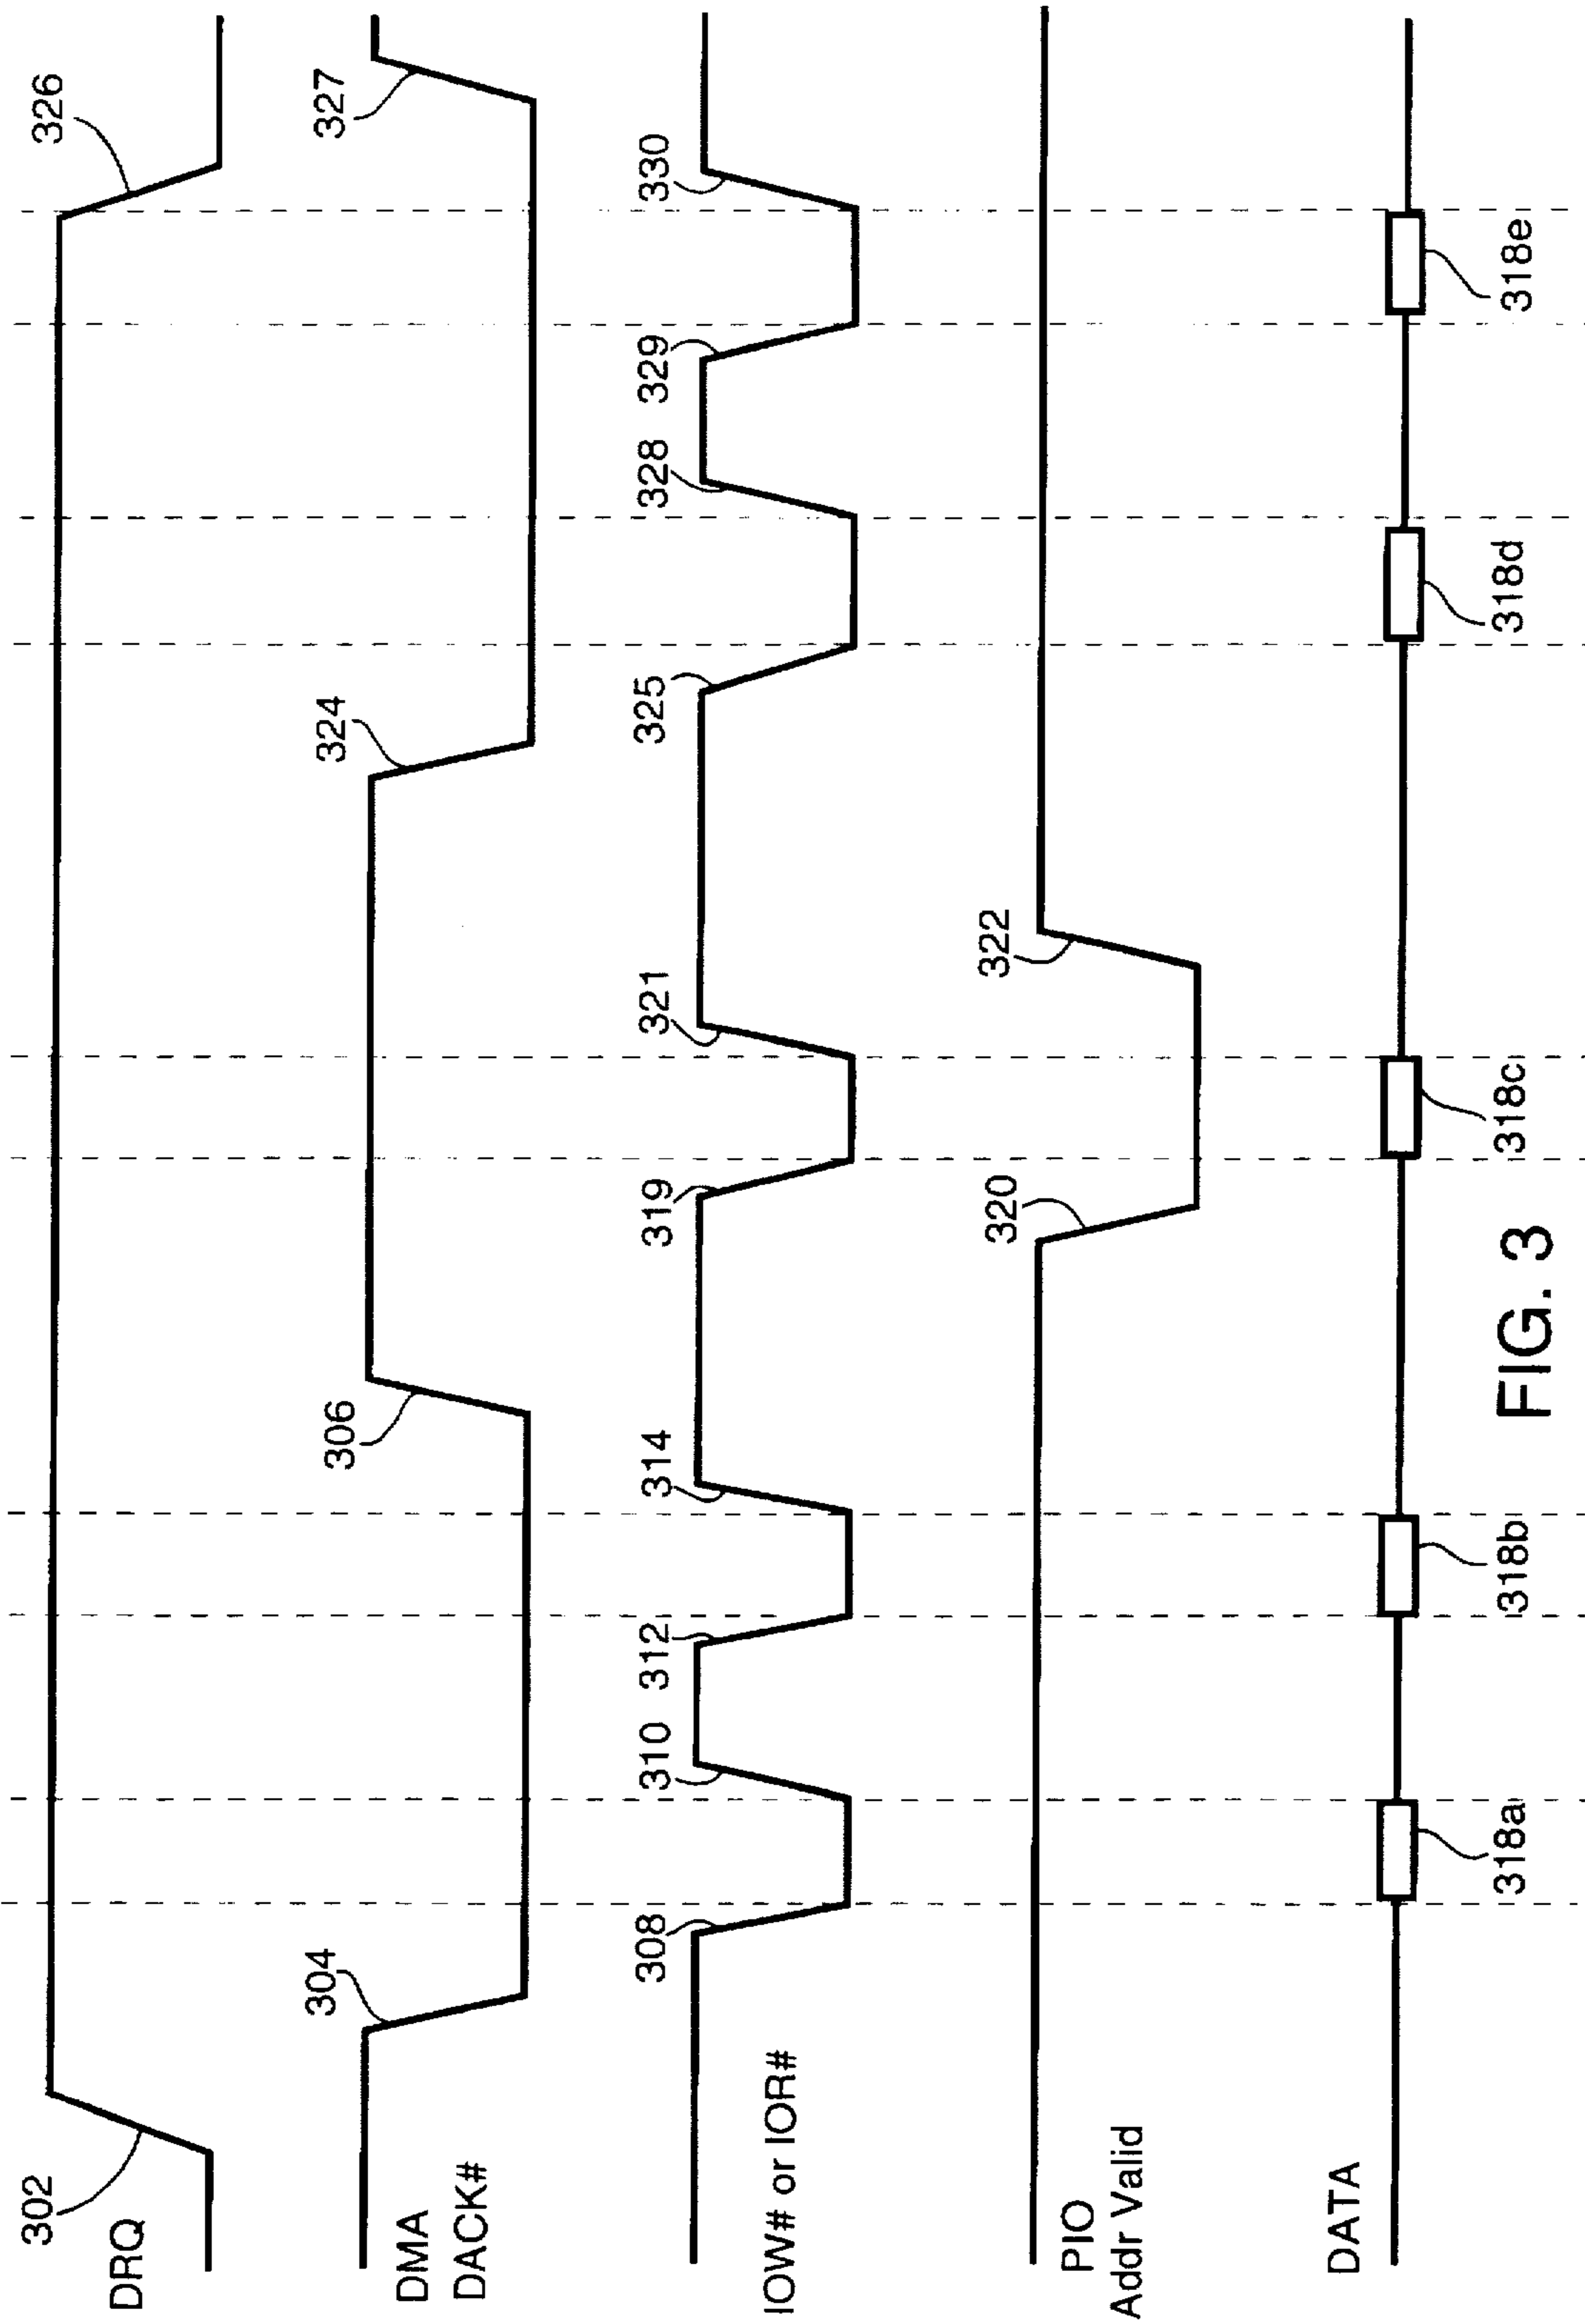 302
326
DRQ
304
306
324
327
DMA
DACK#
308
310
312
314
319
321
325
328
329
330
IOW# or IOR#
320
322
PIO
Addr Valid
DATA
318a
318b
318c
318d
318e
FIG. 3